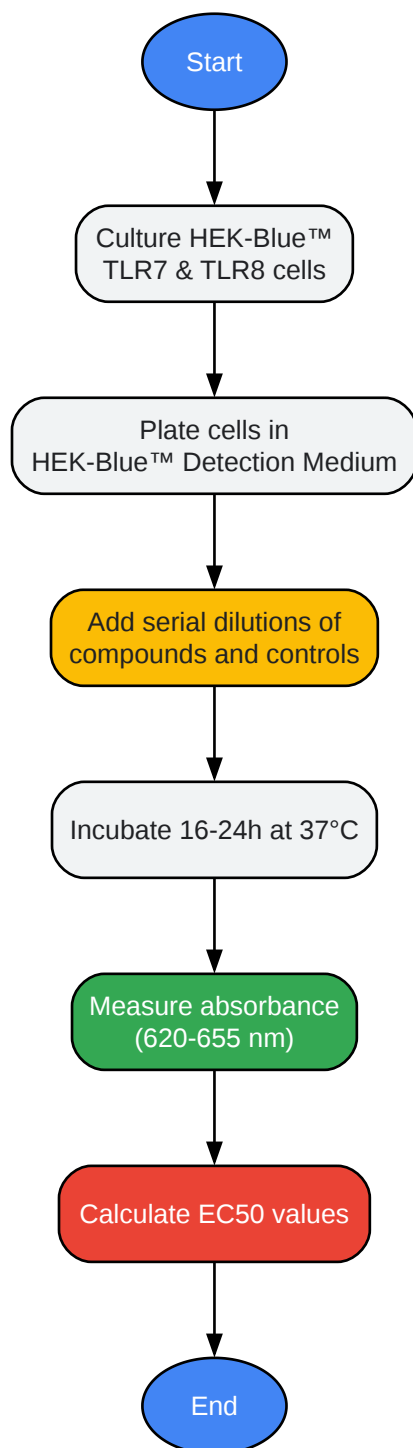 Start
Culture HEK-Blue™
TLR7 & TLR8 cells
Plate cells in
HEK-Blue™ Detection Medium
Add serial dilutions of
compounds and controls
Incubate 16-24h at 37°C
Measure absorbance
(620-655 nm)
Calculate EC50 values
End